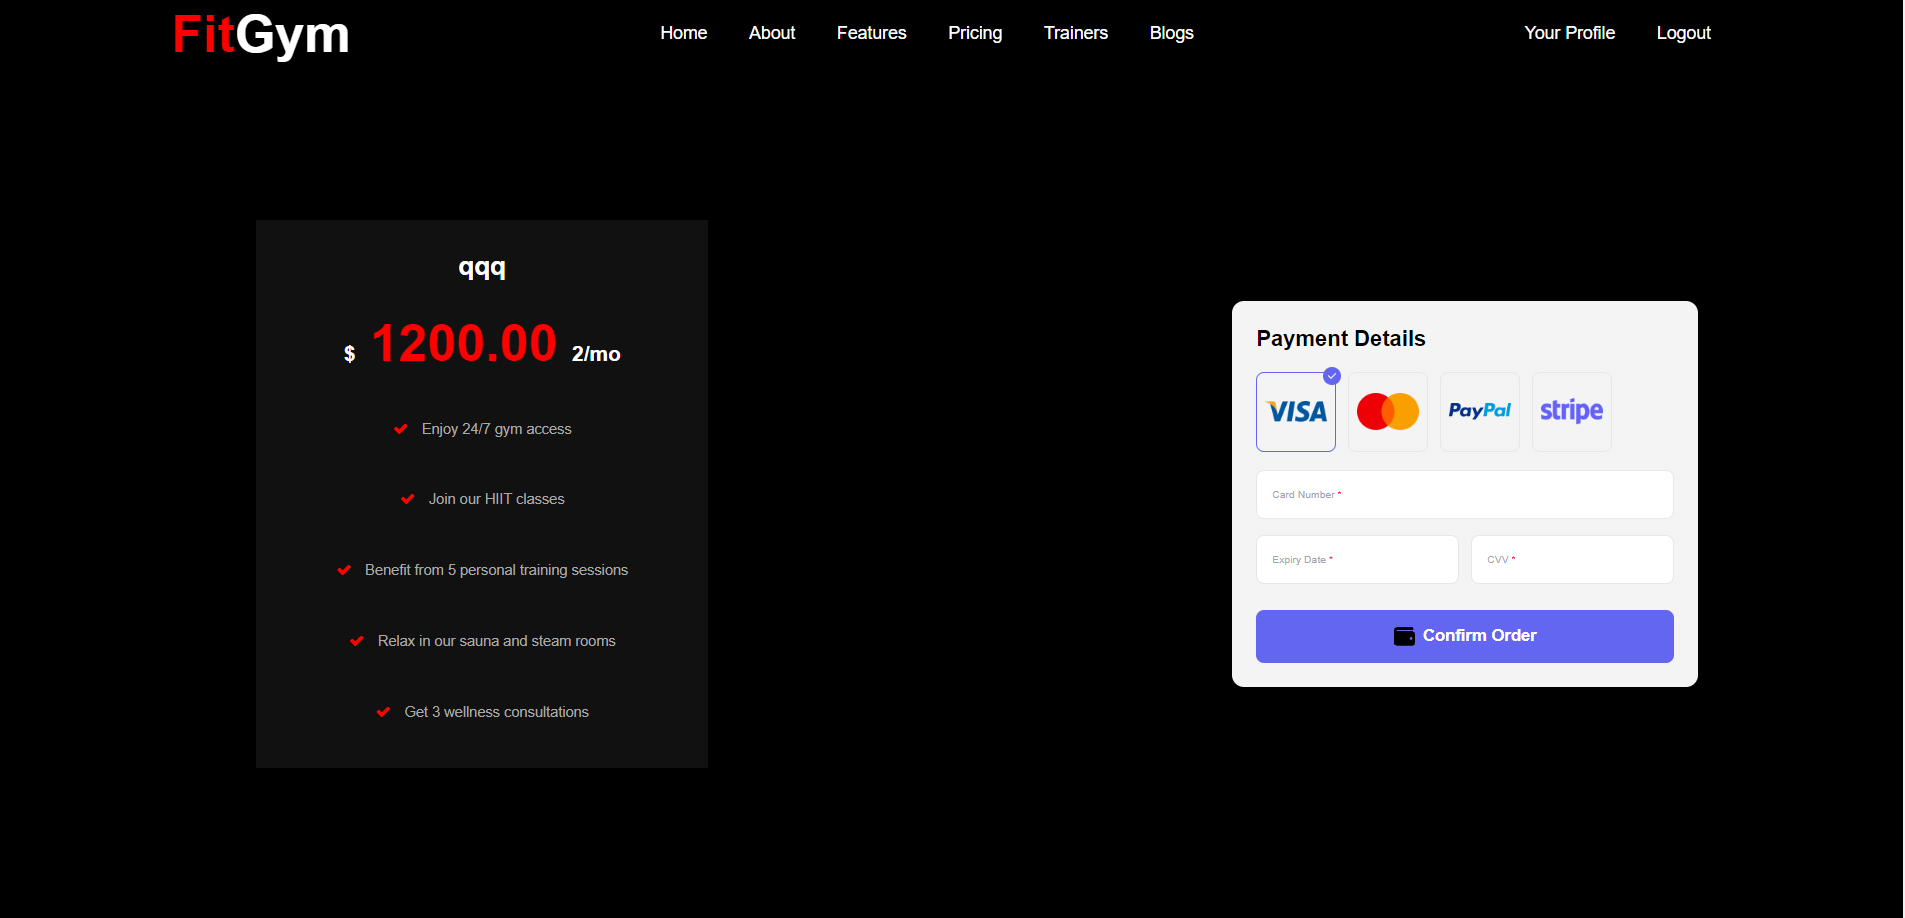 FitGym
Home About Features Pricing Trainers Blogs
Your Profile Logout
qqq
$ 1200.00 2/mo
Enjoy 24/7 gym access
Join our HIIT classes
Benefit from 5 personal training sessions
Relax in our sauna and steam rooms
Get 3 wellness consultations
Payment Details
VISA PayPal stripe
Card Number *
Expiry Date * CVV *
Confirm Order